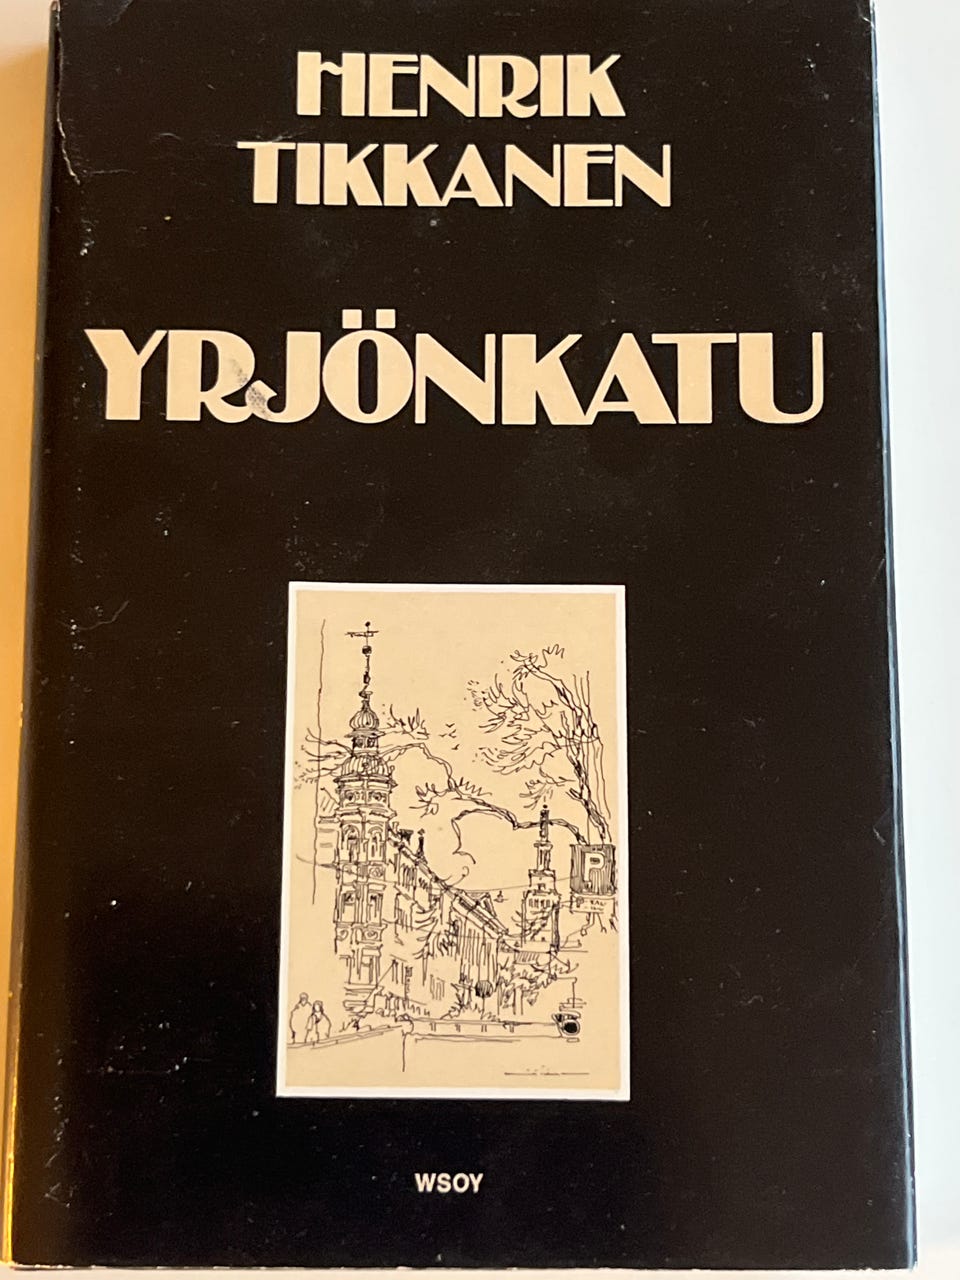 HENRIK
TIKKANEN
YRJÖNKATU
P
WSOY